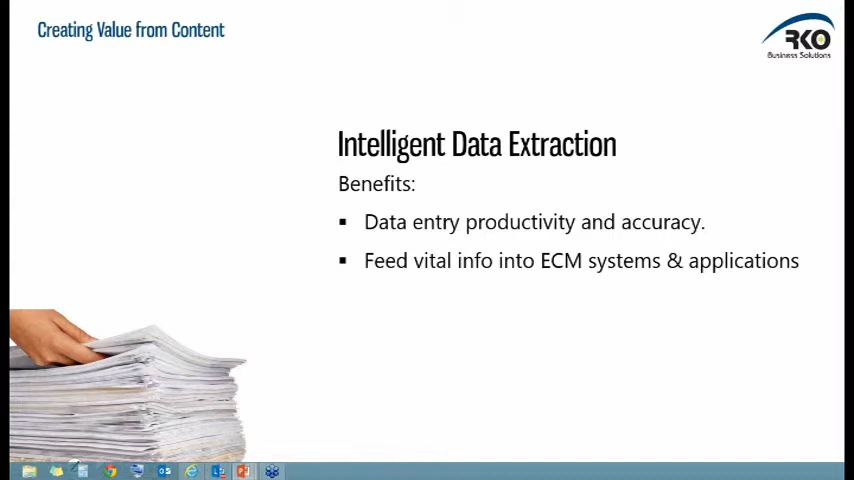 Creating Value from Content
RKO
Business Solutions
Intelligent Data Extraction
Benefits:
▪ Data entry productivity and accuracy.
▪ Feed vital info into ECM systems & applications